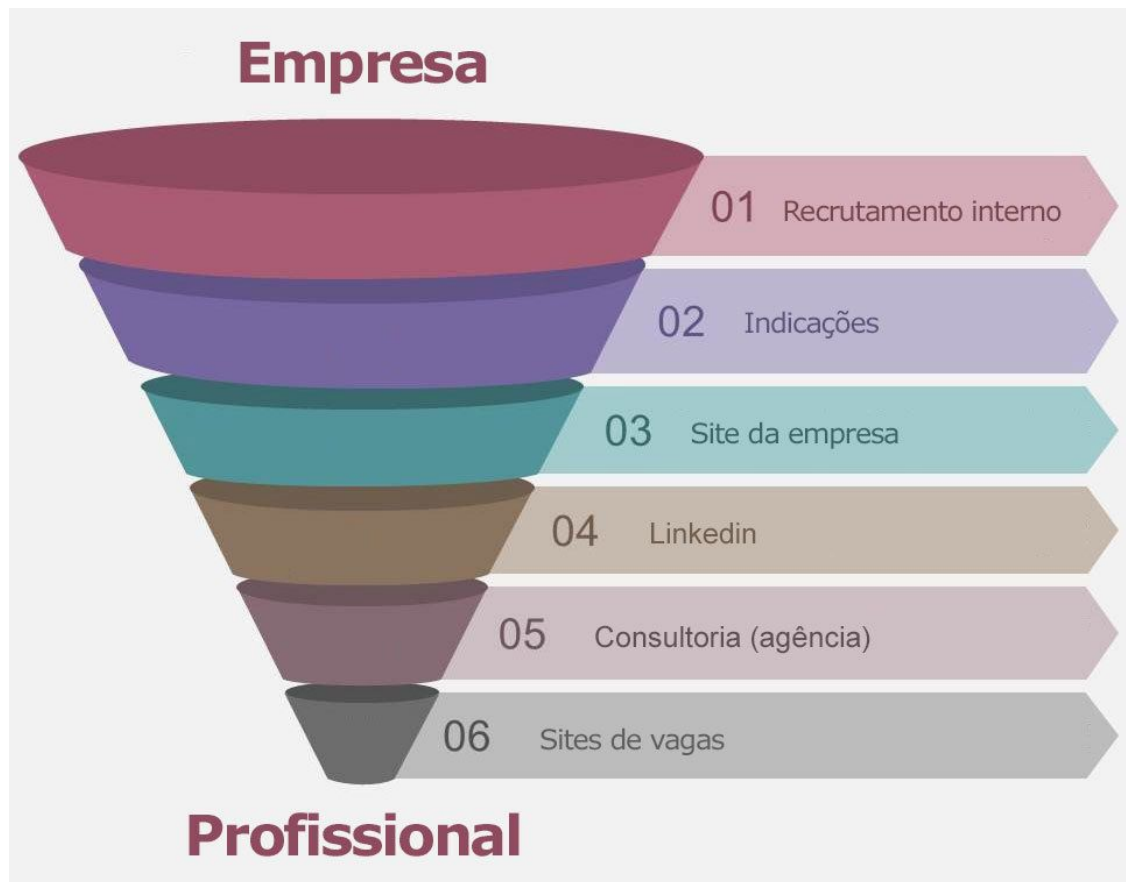 Empresa
01 Recrutamento interno
02 Indicações
03 Site da empresa
04 Linkedin
05 Consultoria (agência)
06 Sites de vagas
Profissional